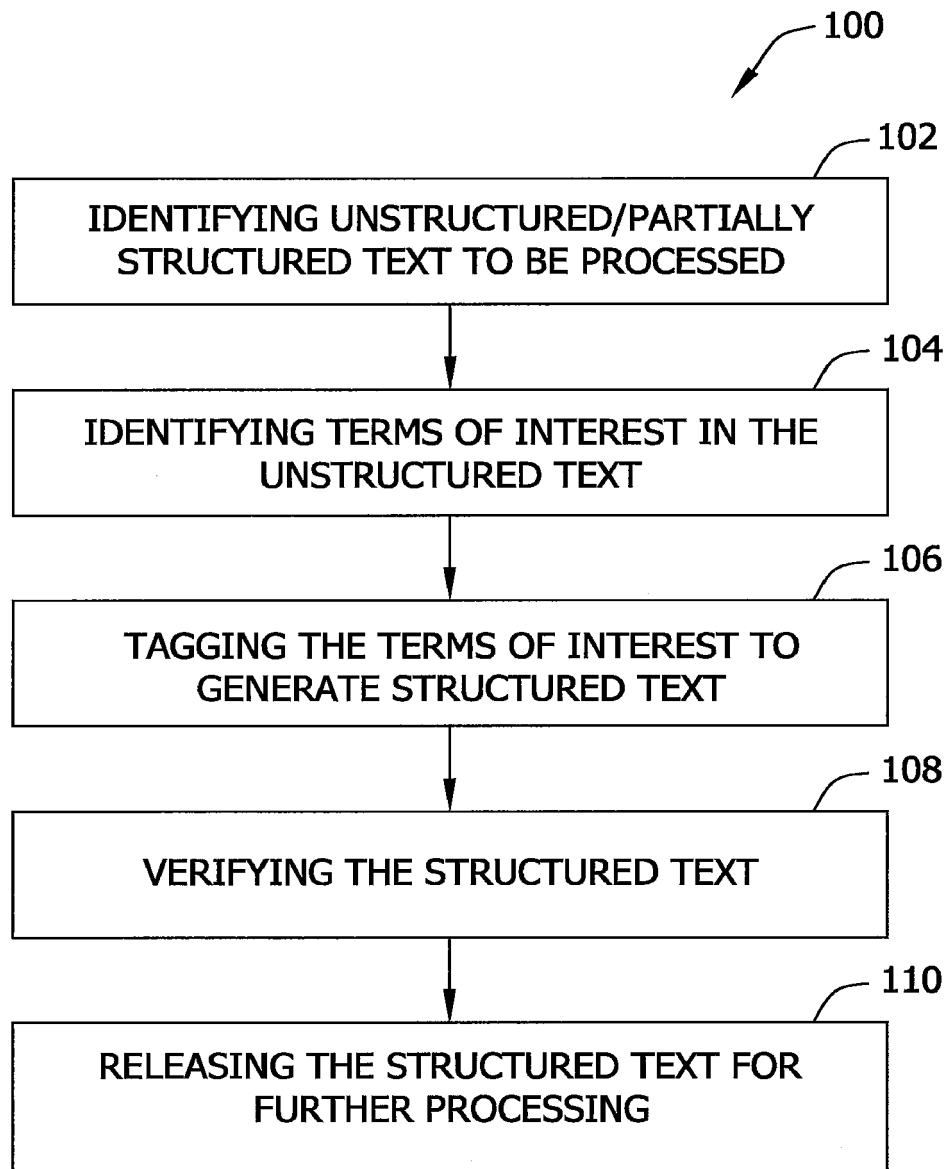 100
102
IDENTIFYING UNSTRUCTURED/PARTIALLY
STRUCTURED TEXT TO BE PROCESSED
104
IDENTIFYING TERMS OF INTEREST IN THE
UNSTRUCTURED TEXT
106
TAGGING THE TERMS OF INTEREST TO
GENERATE STRUCTURED TEXT
108
VERIFYING THE STRUCTURED TEXT
110
RELEASING THE STRUCTURED TEXT FOR
FURTHER PROCESSING